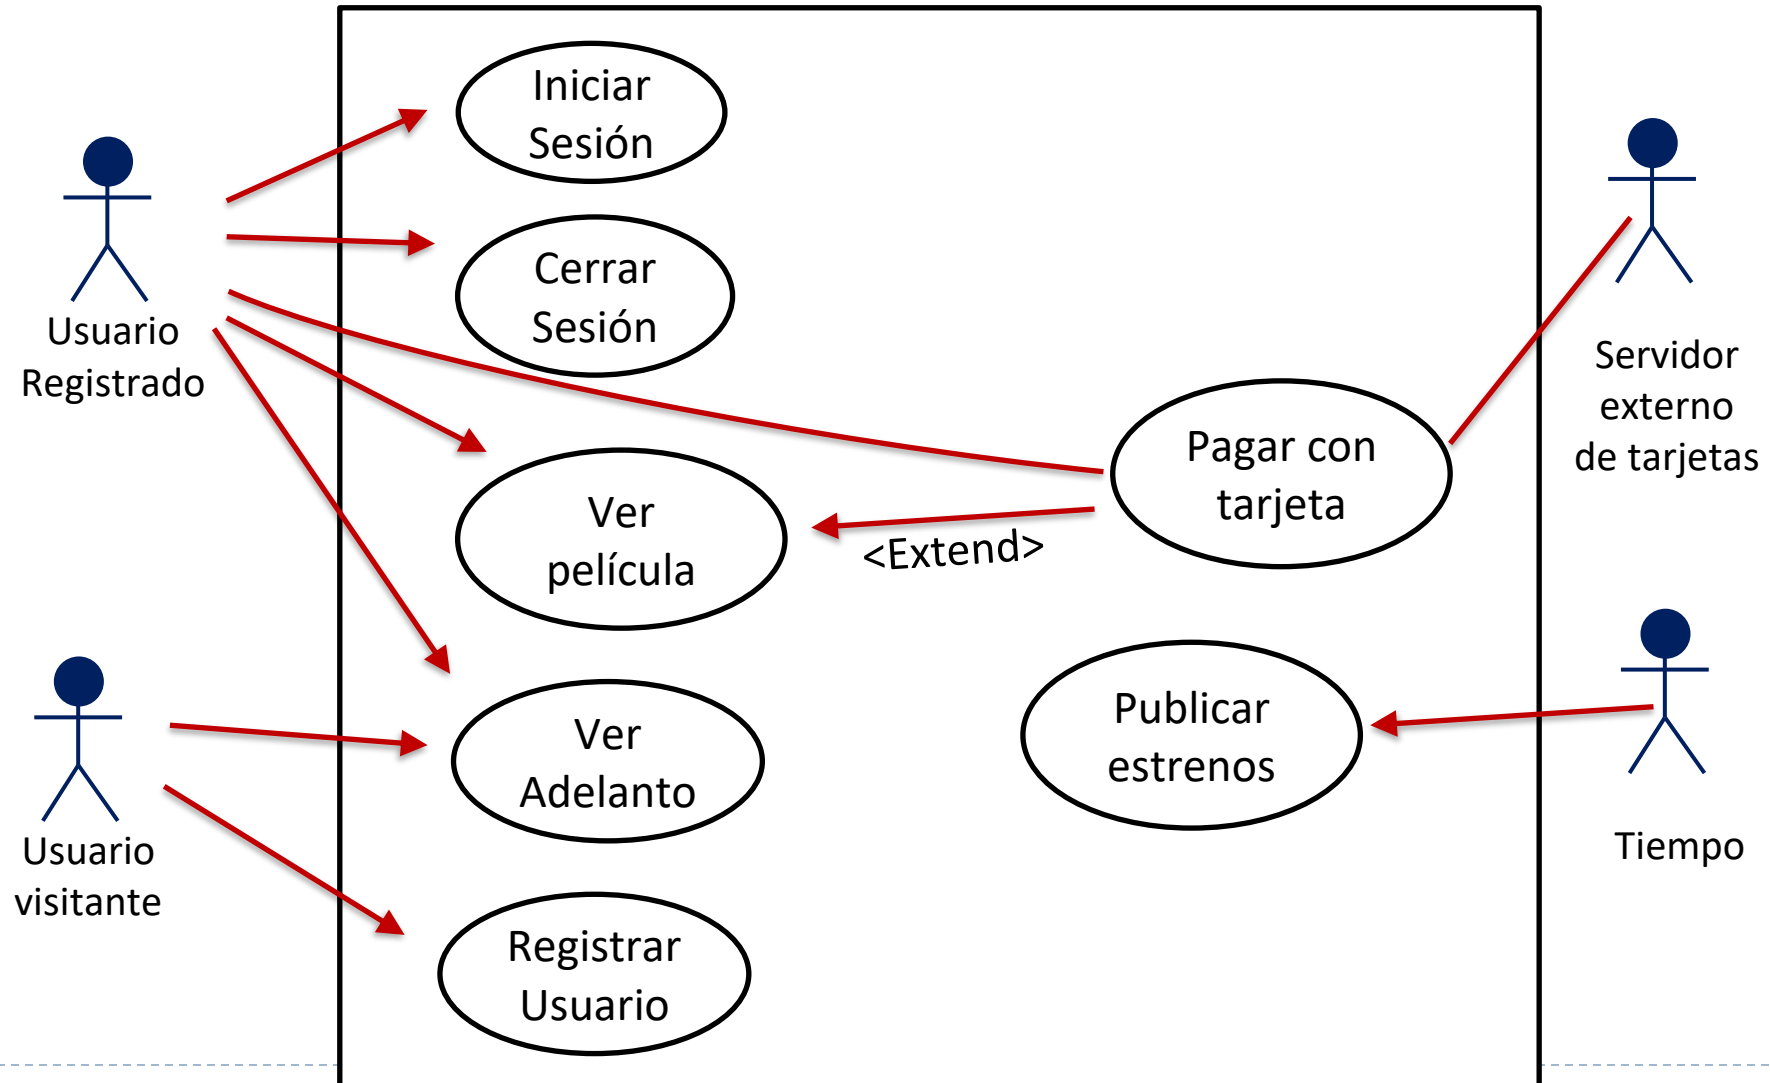 Iniciar
Sesión
Cerrar
Sesión
Usuario
Registrado
Servidor
externo
de tarjetas
Pagar con
tarjeta
Ver
película
<Extend>
Publicar
estrenos
Ver
Adelanto
Usuario
visitante
Tiempo
Registrar
Usuario